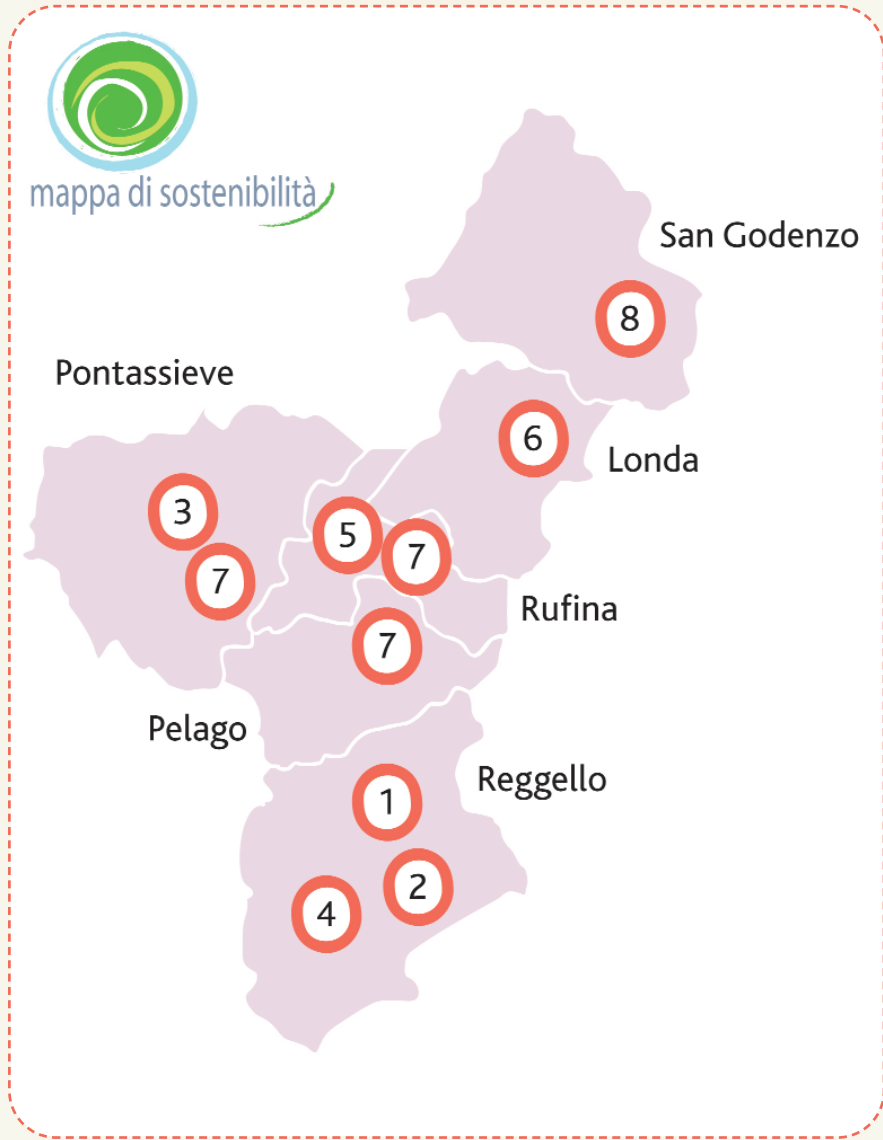 mappa di sostenibilità
San Godenzo
8
Pontassieve
6
Londa
3
5
7
7
Rufina
7
Pelago
Reggello
1
2
4